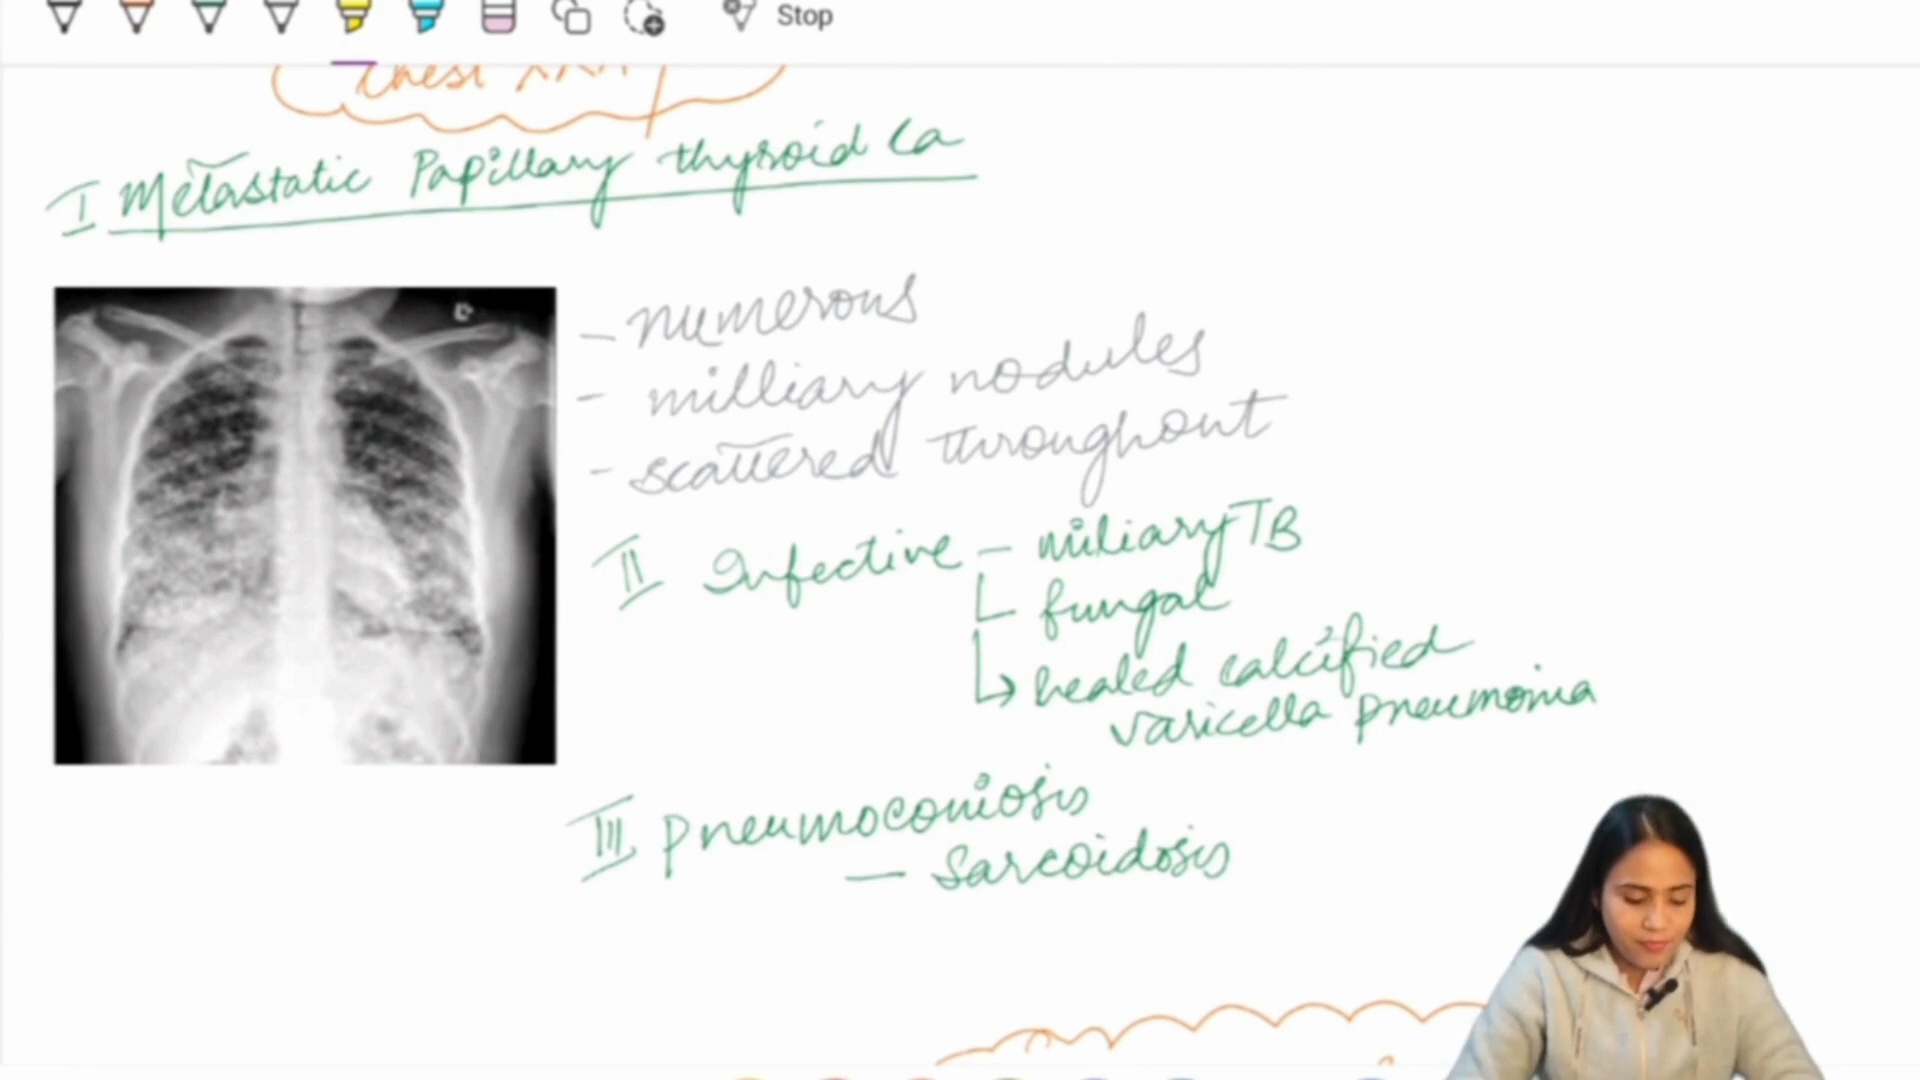 Stop
chest
I Metastatic Papillary thyroid Ca
- numerous
- milliary nodules
- scattered throughout
II Infective - miliary TB
fungal
healed calcified
varicella pneumonia
III Pneumoconiosis
- Sarcoidosis